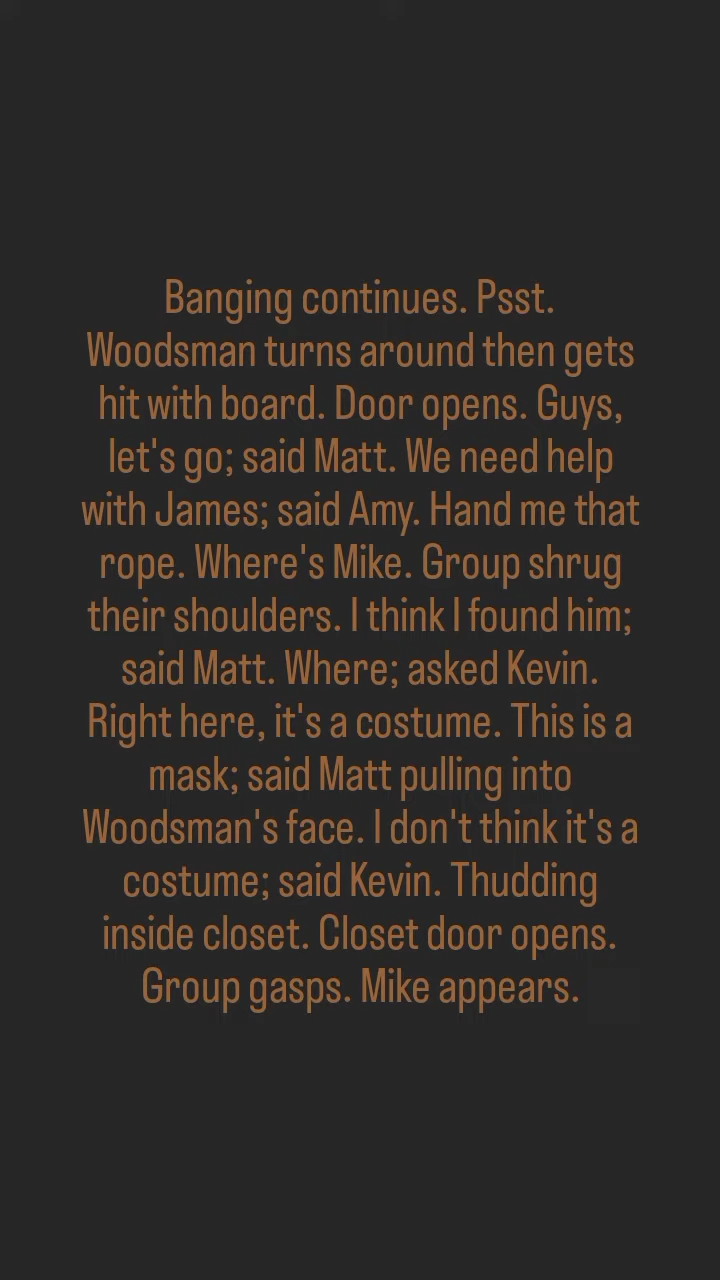 Banging continues. Psst.
Woodsman turns around then gets
hit with board. Door opens. Guys,
let's go; said Matt. We need help
with James; said Amy. Hand me that
rope. Where's Mike. Group shrug
their shoulders. I think I found him;
said Matt. Where; asked Kevin.
Right here, it's a costume. This is a
mask; said Matt pulling into
Woodsman's face. I don't think it's a
costume; said Kevin. Thudding
inside closet. Closet door opens.
Group gasps. Mike appears.